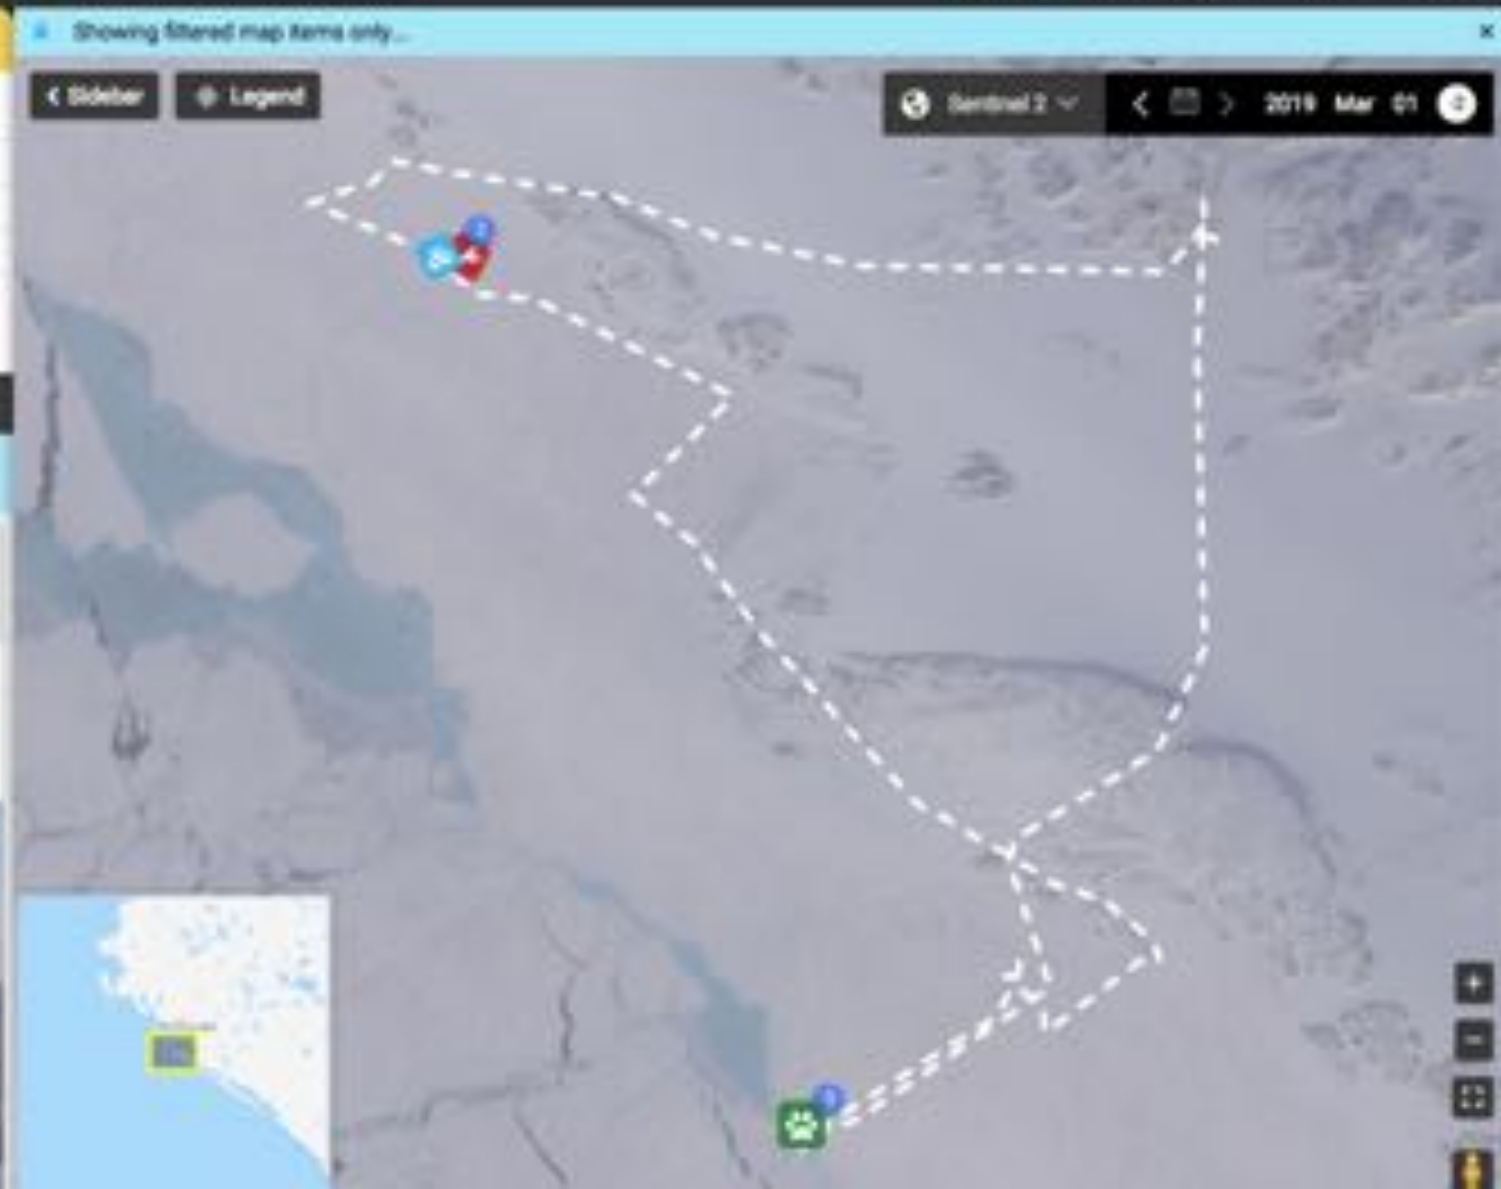 Showing filtered map items only...
Sidebar
Legend
Sentinel 2
2019 Mar 01